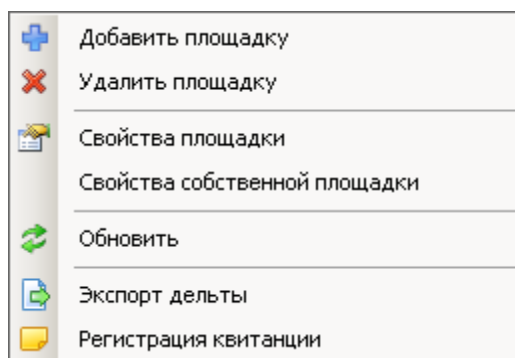 Добавить площадку
Удалить площадку
Свойства площадки
Свойства собственной площадки
Обновить
Экспорт дельты
Регистрация квитанции